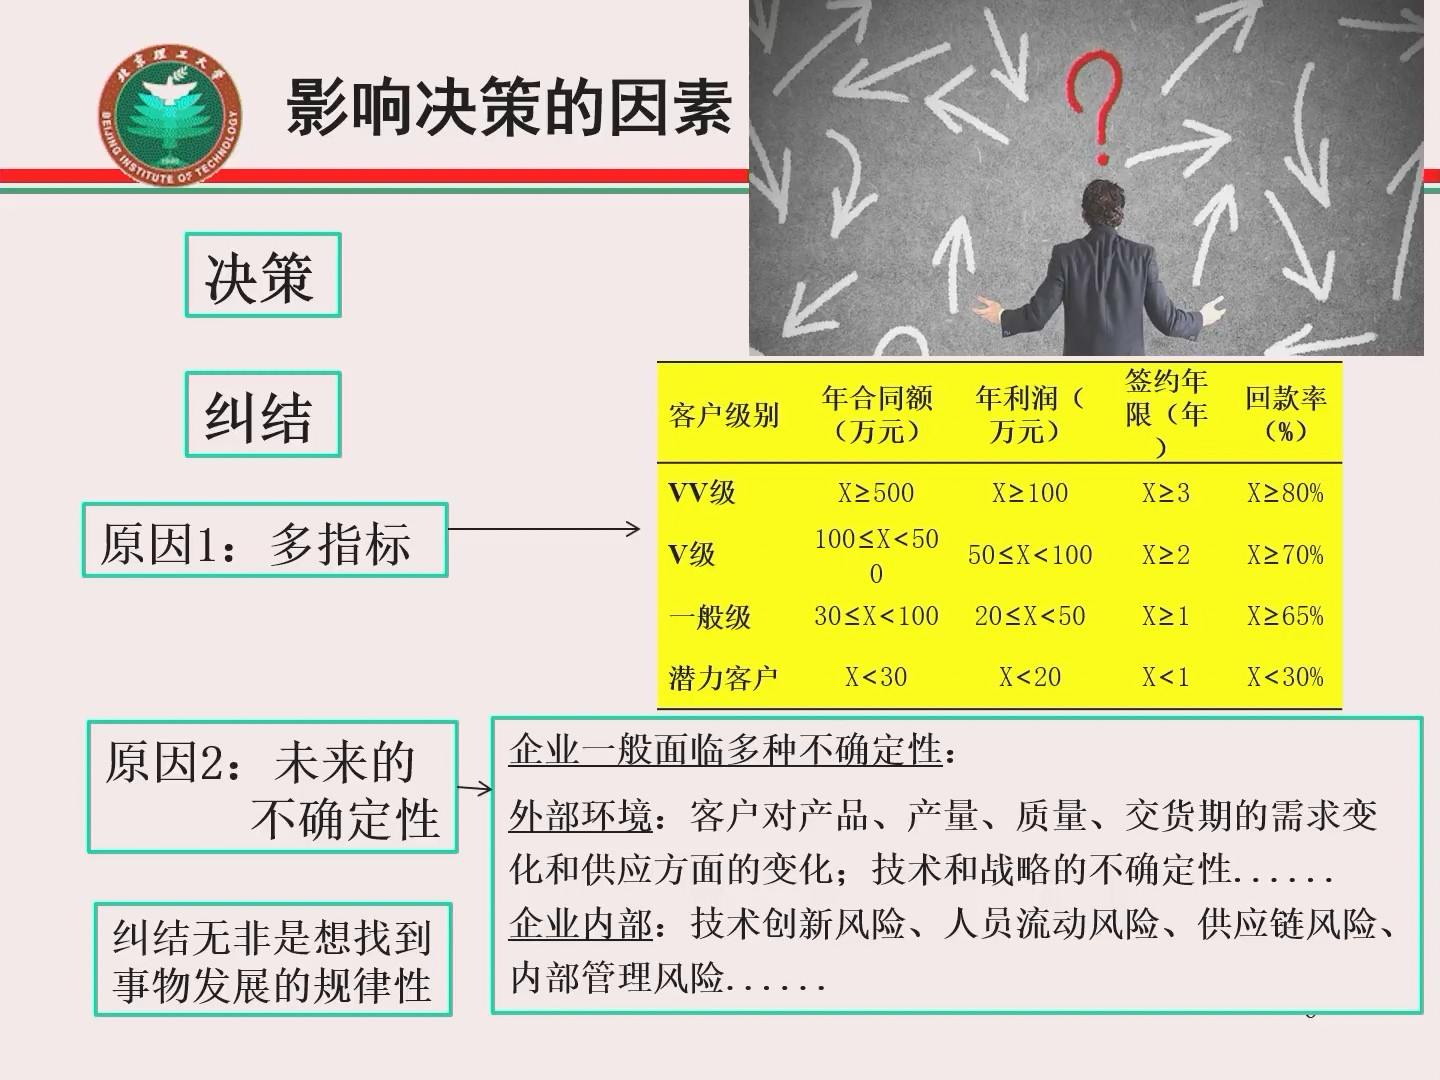 北京理工大学
BEIJING INSTITUTE OF TECHNOLOGY
1940
影响决策的因素
决策
纠结
原因1：多指标
客户级别 年合同额（万元） 年利润（万元） 签约年限（年） 回款率（%）
VV级 X≥500 X≥100 X≥3 X≥80%
V级 100≤X<500 50≤X<100 X≥2 X≥70%
一般级 30≤X<100 20≤X<50 X≥1 X≥65%
潜力客户 X<30 X<20 X<1 X<30%
原因2：未来的
不确定性
企业一般面临多种不确定性：
外部环境：客户对产品、产量、质量、交货期的需求变
化和供应方面的变化；技术和战略的不确定性......
企业内部：技术创新风险、人员流动风险、供应链风险、
内部管理风险......
纠结无非是想找到
事物发展的规律性